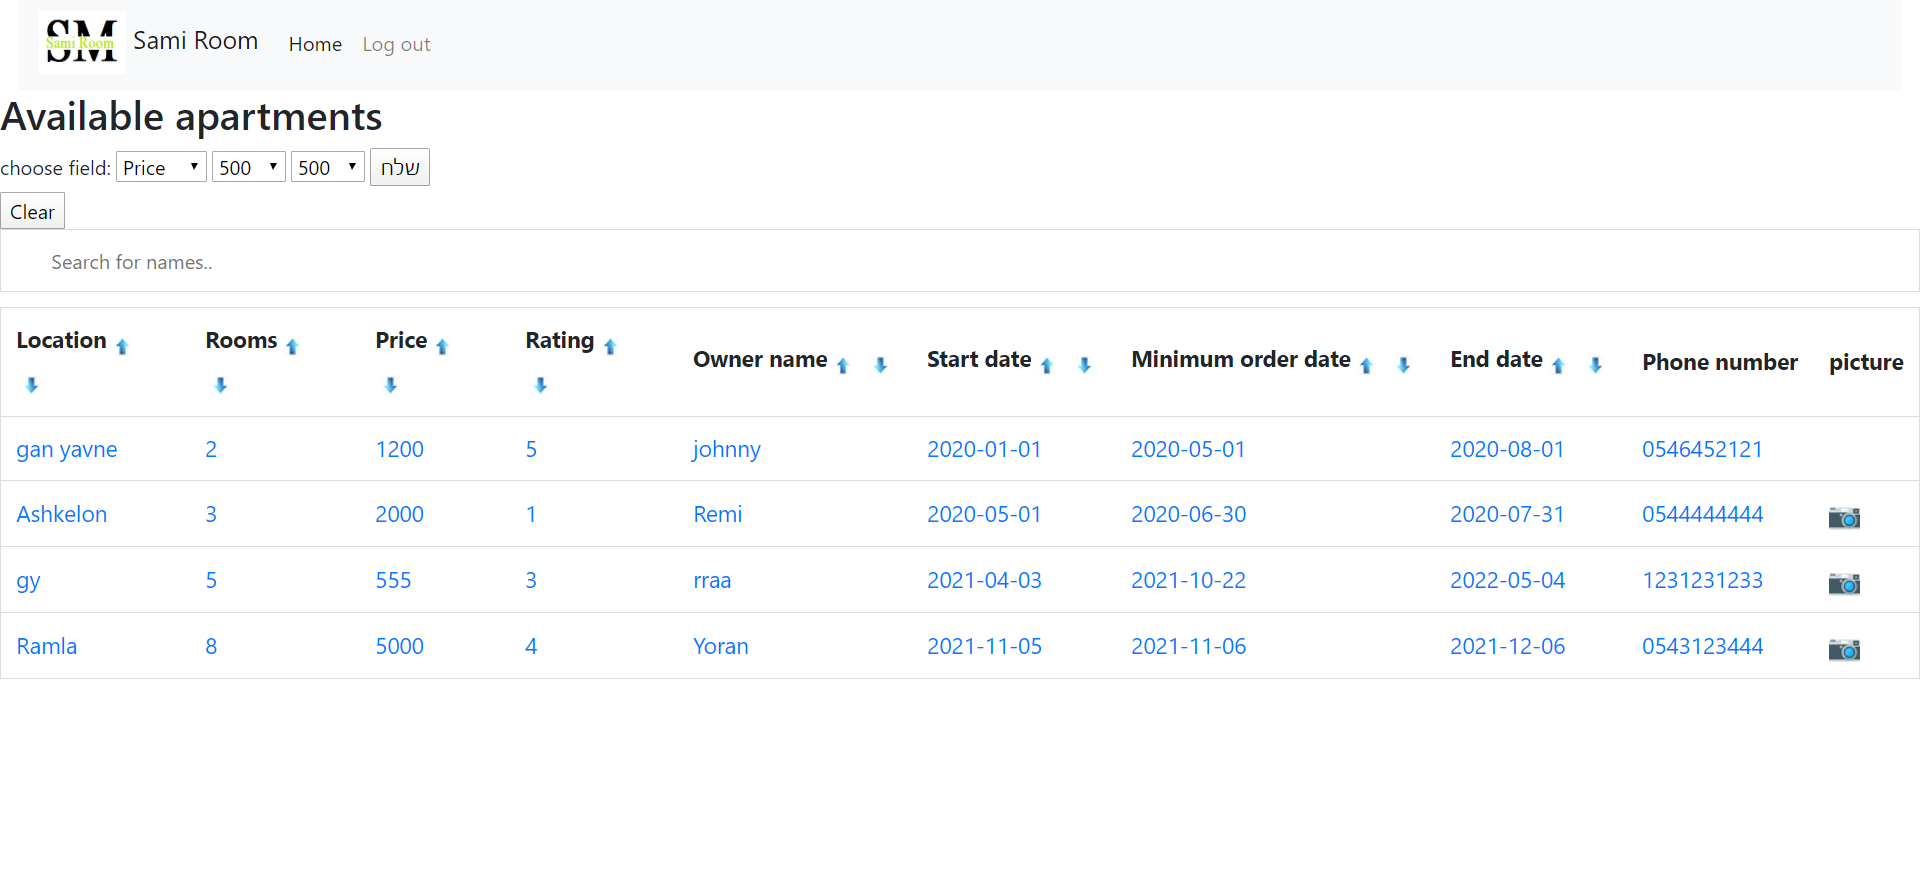 SM
Sami Room
Sami Room Home Log out
Available apartments
choose field: Price 500 500 שלח
Clear
Search for names..
Location Rooms Price Rating Owner name Start date Minimum order date End date Phone number picture
gan yavne 2 1200 5 johnny 2020-01-01 2020-05-01 2020-08-01 0546452121
Ashkelon 3 2000 1 Remi 2020-05-01 2020-06-30 2020-07-31 0544444444
gy 5 555 3 rraa 2021-04-03 2021-10-22 2022-05-04 1231231233
Ramla 8 5000 4 Yoran 2021-11-05 2021-11-06 2021-12-06 0543123444